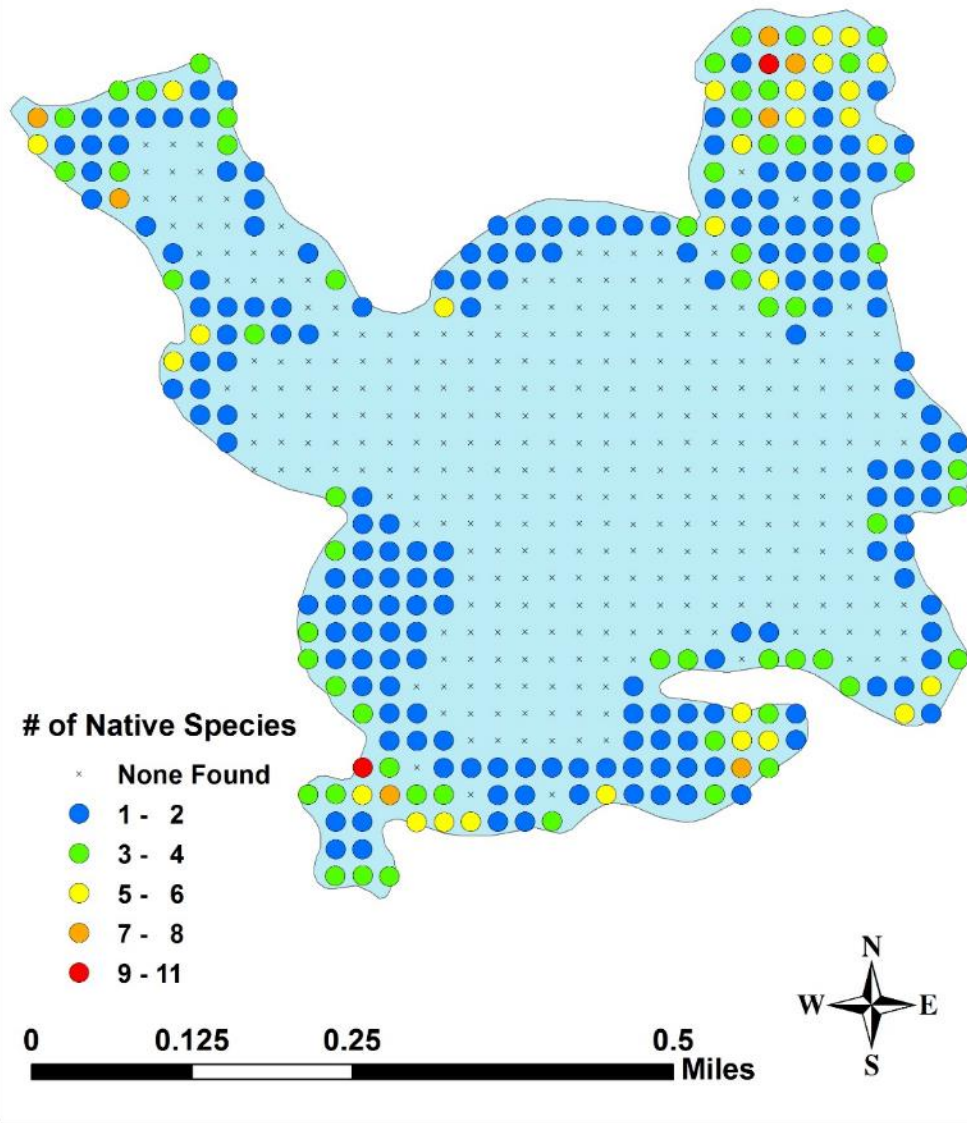 # of Native Species
× None Found
1 - 2
3 - 4
5 - 6
7 - 8
9 - 11
N
W E
S
0 0.125 0.25 0.5
Miles